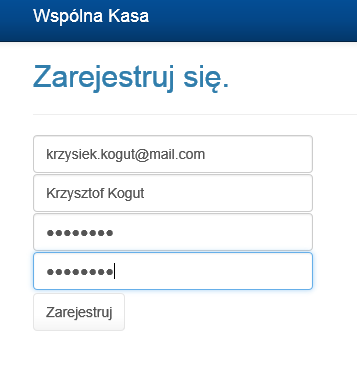 Wspólna Kasa
Zarejestruj się.
krzysiek.kogut@mail.com
Krzysztof Kogut
●●●●●●●●
●●●●●●●●
Zarejestruj